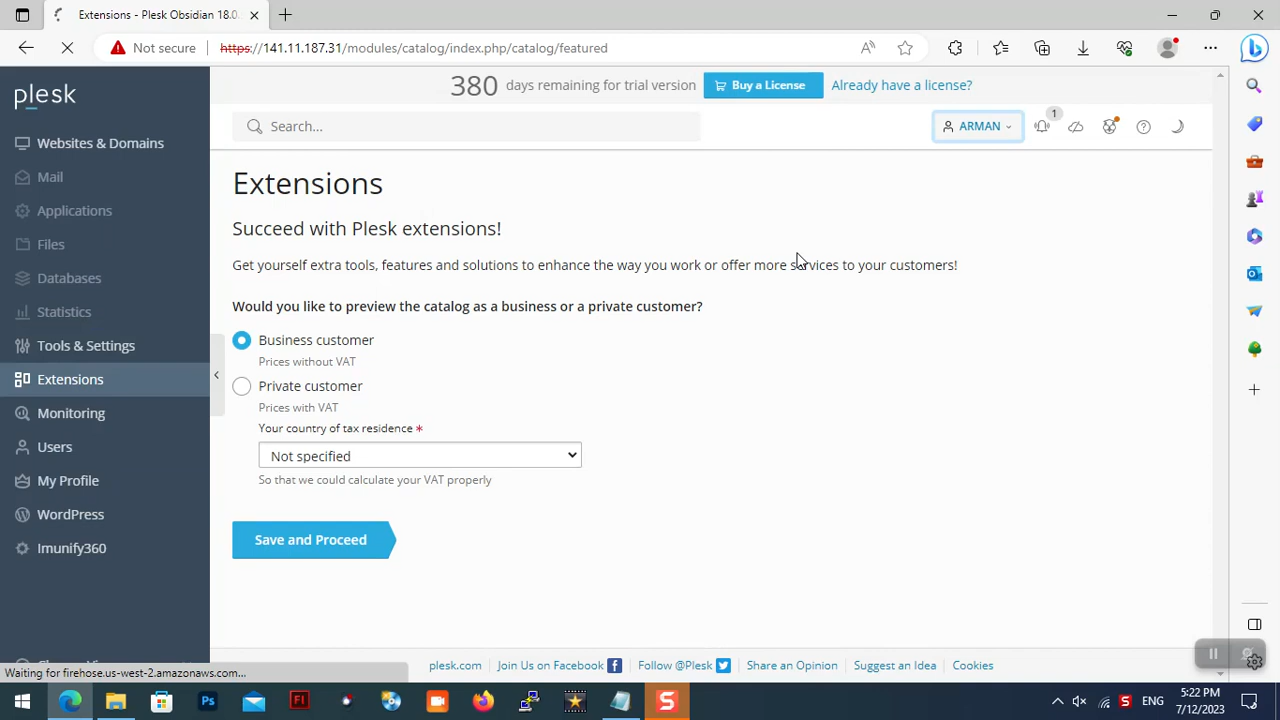 Extensions - Plesk Obsidian 18.0.
Not secure
https://141.11.187.31/modules/catalog/index.php/catalog/featured
plesk
380 days remaining for trial version
Buy a License
Already have a license?
Search...
ARMAN
1
Websites & Domains
Mail
Applications
Files
Databases
Statistics
Tools & Settings
Extensions
Monitoring
Users
My Profile
WordPress
Imunify360
Extensions
Succeed with Plesk extensions!
Get yourself extra tools, features and solutions to enhance the way you work or offer more services to your customers!
Would you like to preview the catalog as a business or a private customer?
Business customer
Prices without VAT
Private customer
Prices with VAT
Your country of tax residence *
Not specified
So that we could calculate your VAT properly
Save and Proceed
plesk.com
Join Us on Facebook
Follow @Plesk
Share an Opinion
Suggest an Idea
Cookies
Waiting for firehose.us-west-2.amazonaws.com...
ENG
5:22 PM
7/12/2023